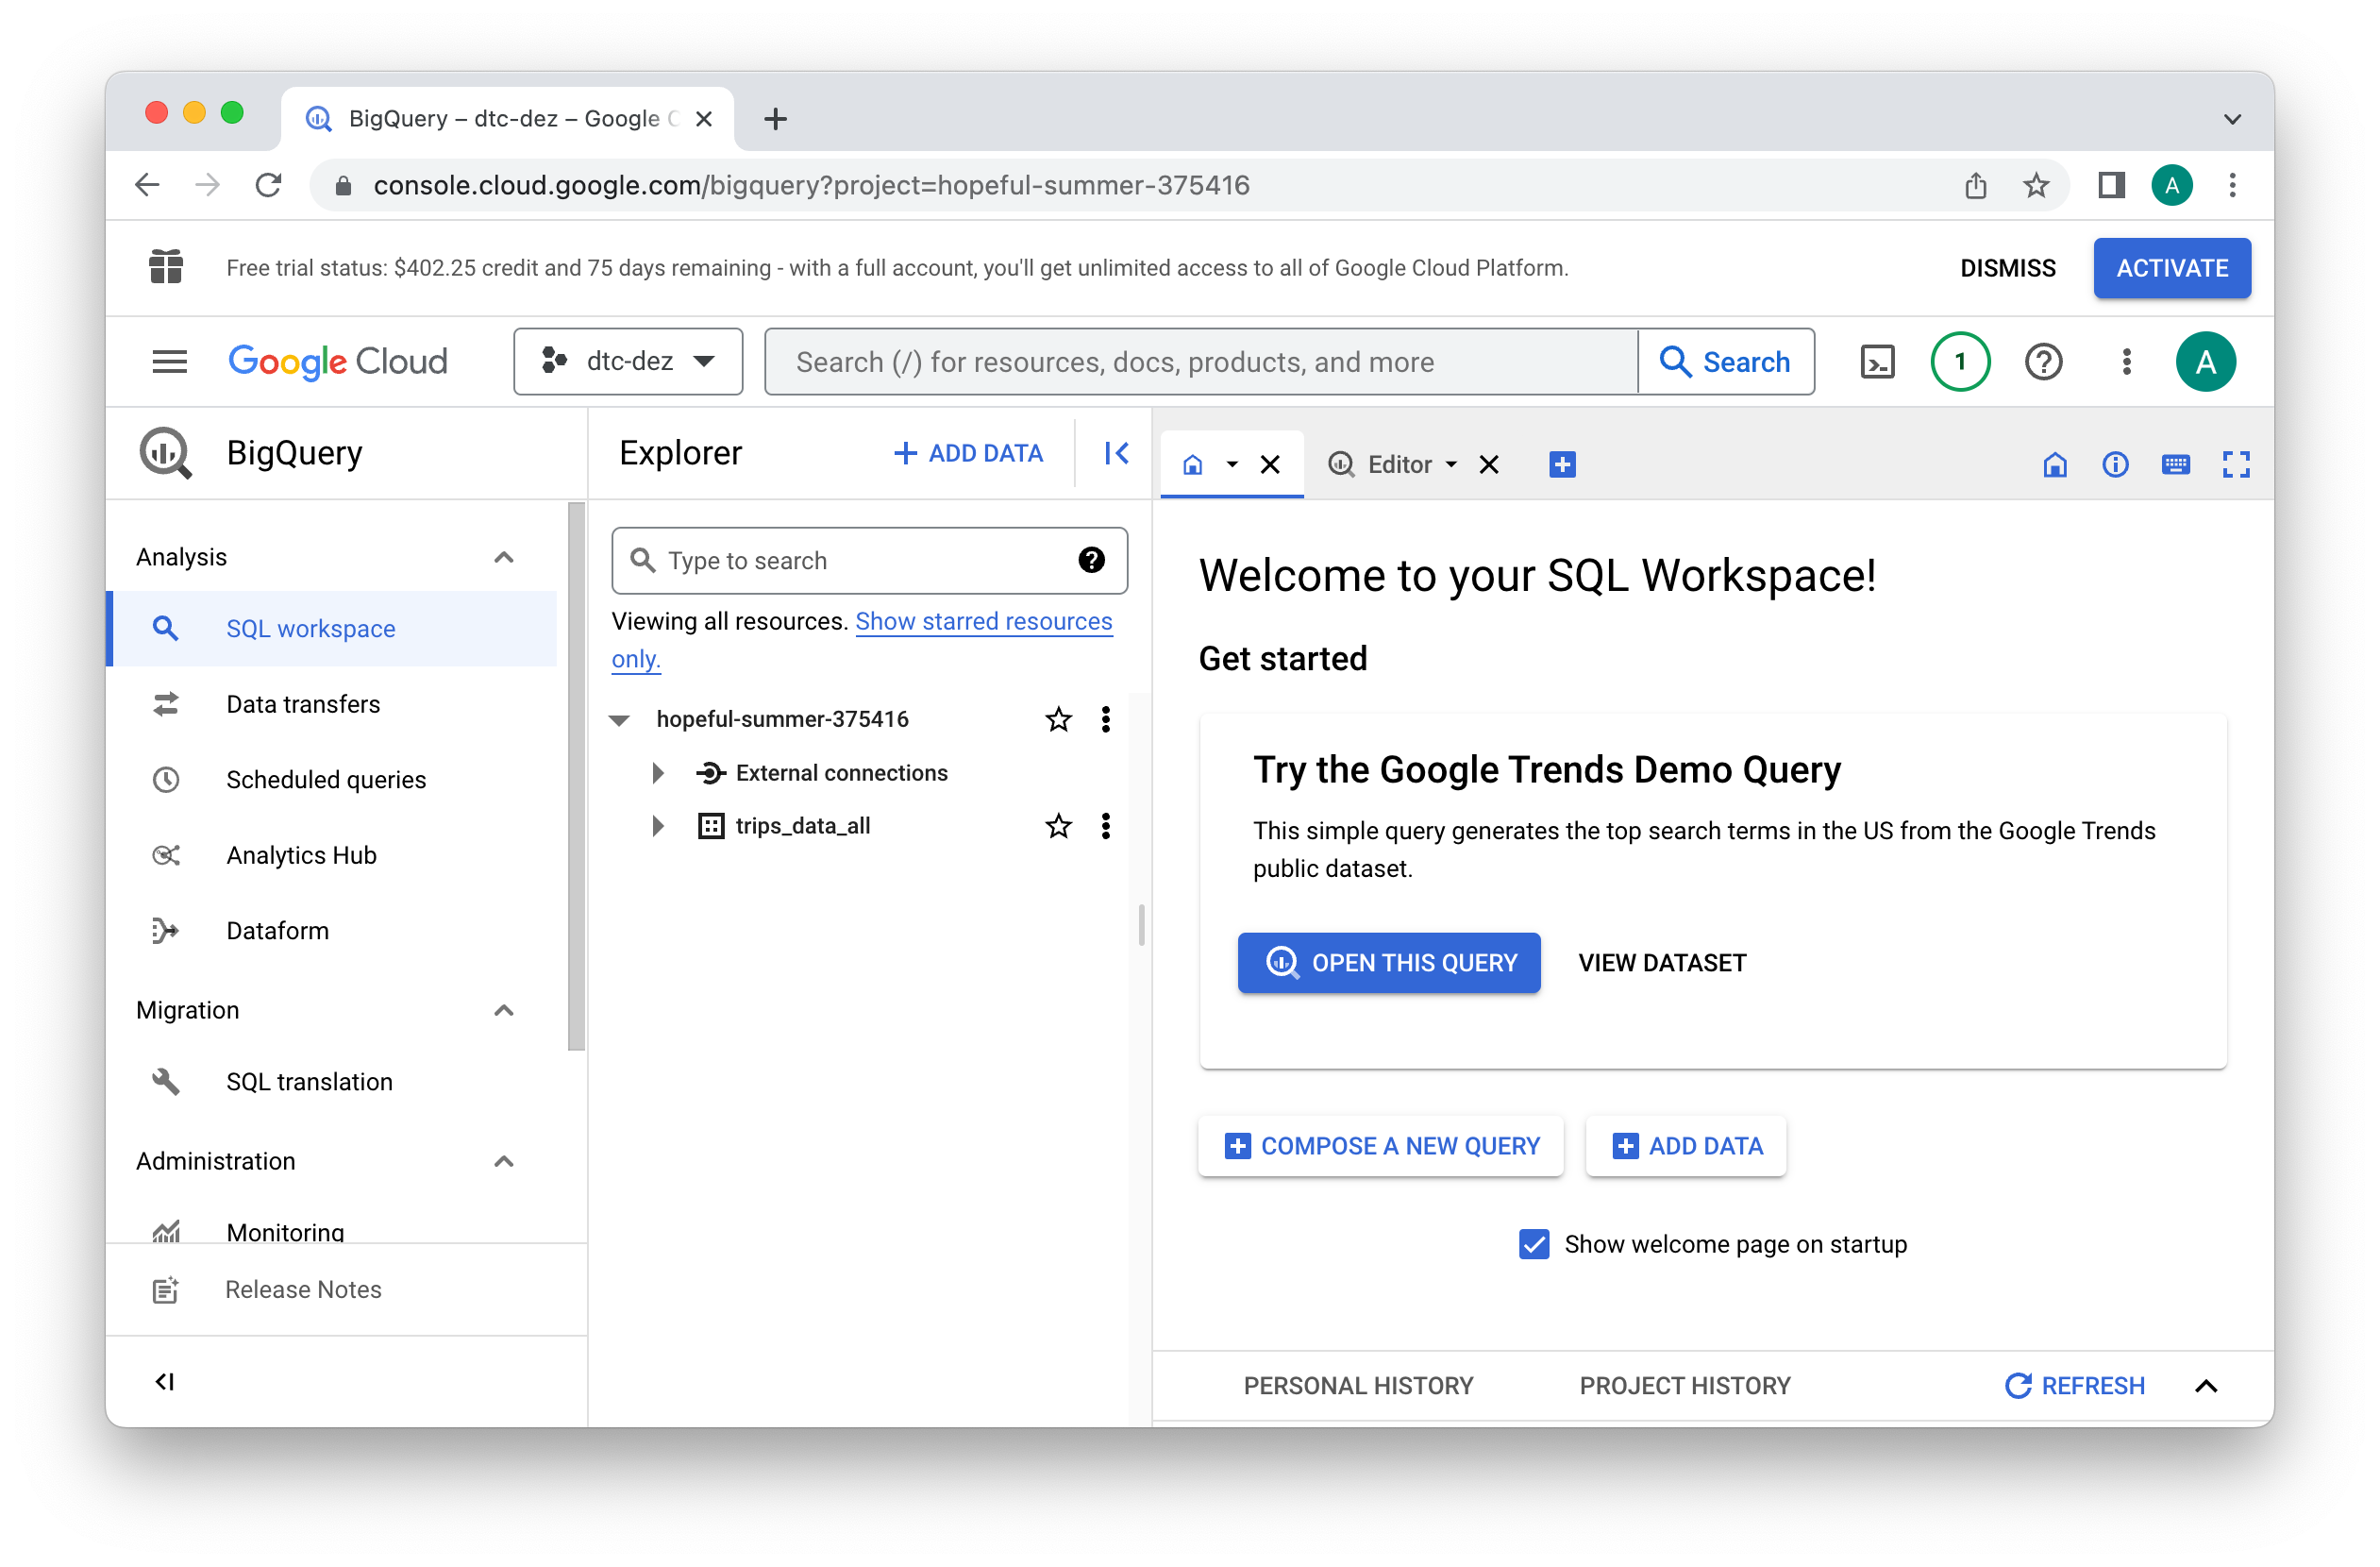 BigQuery – dtc-dez – Google C
console.cloud.google.com/bigquery?project=hopeful-summer-375416
A
Free trial status: $402.25 credit and 75 days remaining - with a full account, you'll get unlimited access to all of Google Cloud Platform.
DISMISS
ACTIVATE
Google Cloud
dtc-dez
Search (/) for resources, docs, products, and more
Search
1
A
BigQuery
Analysis
SQL workspace
Data transfers
Scheduled queries
Analytics Hub
Dataform
Migration
SQL translation
Administration
Monitoring
Release Notes
Explorer
ADD DATA
Type to search
Viewing all resources. Show starred resources
only.
hopeful-summer-375416
External connections
trips_data_all
Editor
Welcome to your SQL Workspace!
Get started
Try the Google Trends Demo Query
This simple query generates the top search terms in the US from the Google Trends
public dataset.
OPEN THIS QUERY
VIEW DATASET
COMPOSE A NEW QUERY
ADD DATA
Show welcome page on startup
PERSONAL HISTORY
PROJECT HISTORY
REFRESH